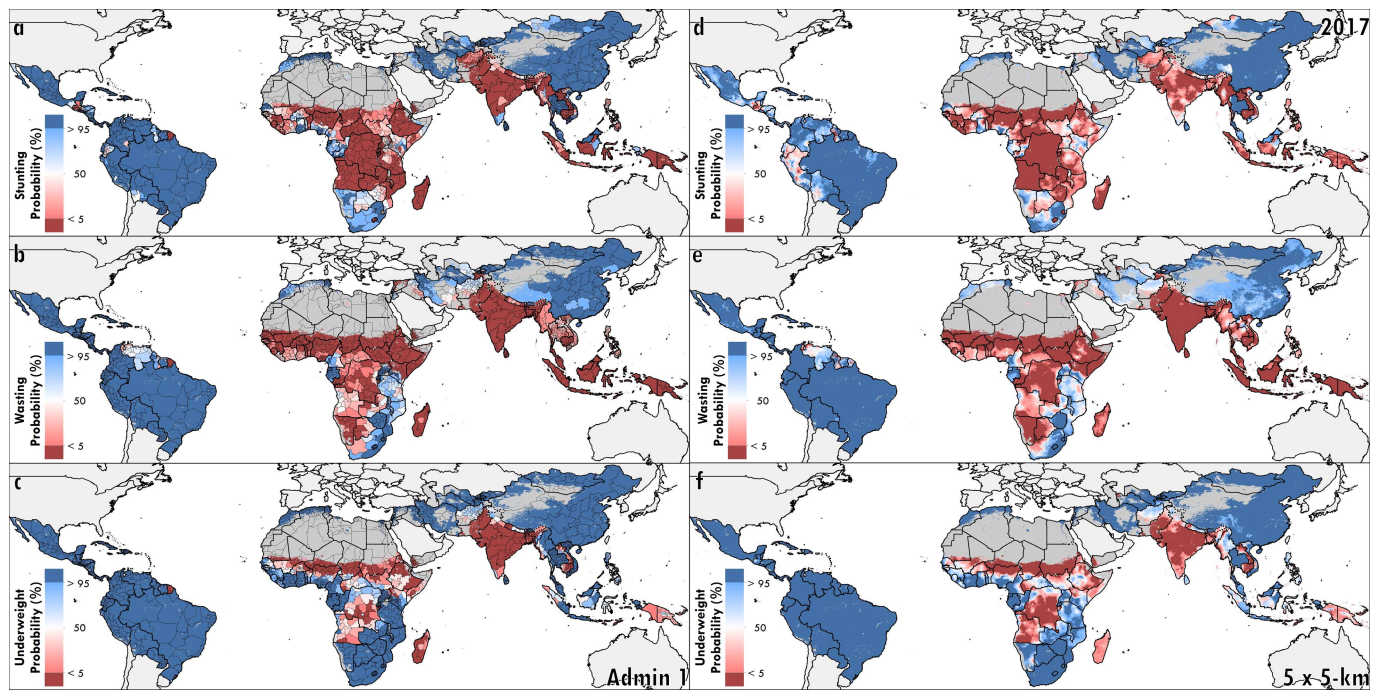 a
Stunting
Probability (%)
> 95
50
< 5
d
2017
Stunting
Probability (%)
> 95
50
< 5
b
Wasting
Probability (%)
> 95
50
< 5
e
Wasting
Probability (%)
> 95
50
< 5
c
Underweight
Probability (%)
> 95
50
< 5
Admin 1
f
Underweight
Probability (%)
> 95
50
< 5
5 x 5-km